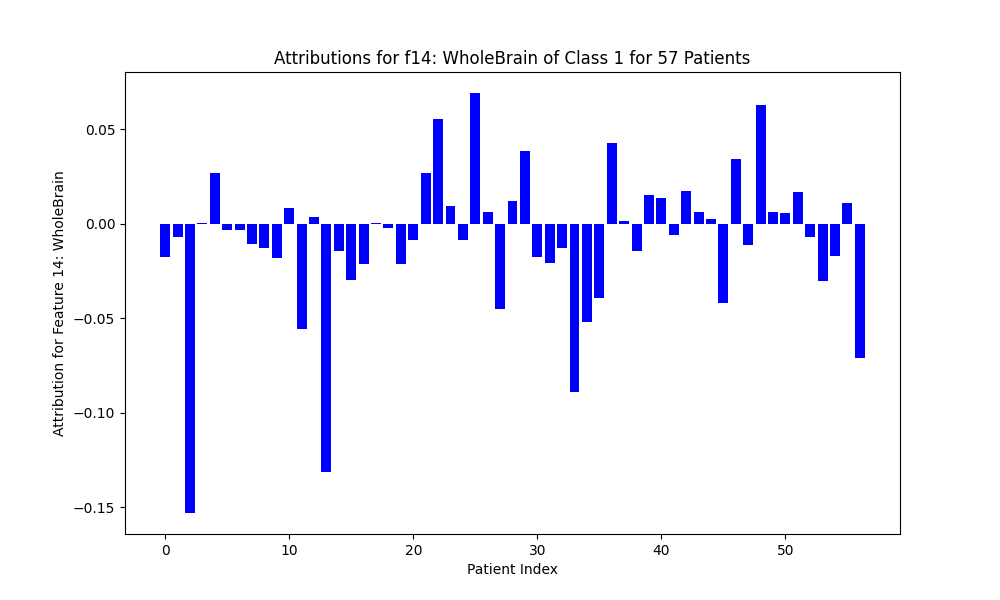 Attributions for f14: WholeBrain of Class 1 for 57 Patients
Attribution for Feature 14: WholeBrain
0.05
0.00
−0.05
−0.10
−0.15
0 10 20 30 40 50
Patient Index